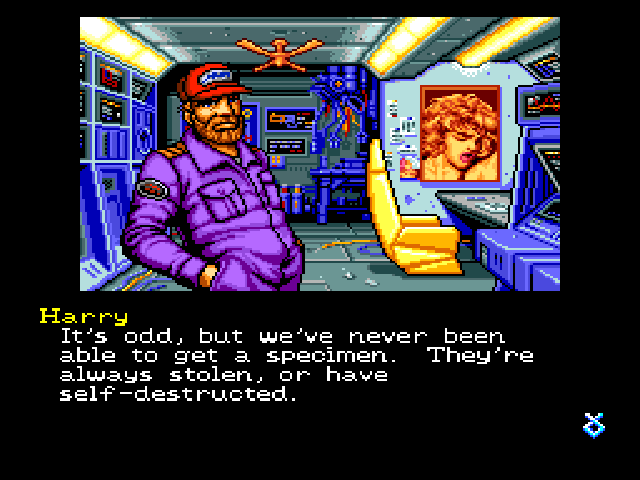 Harry
It's odd, but we've never been
able to get a specimen. They're
always stolen, or have
self-destructed.